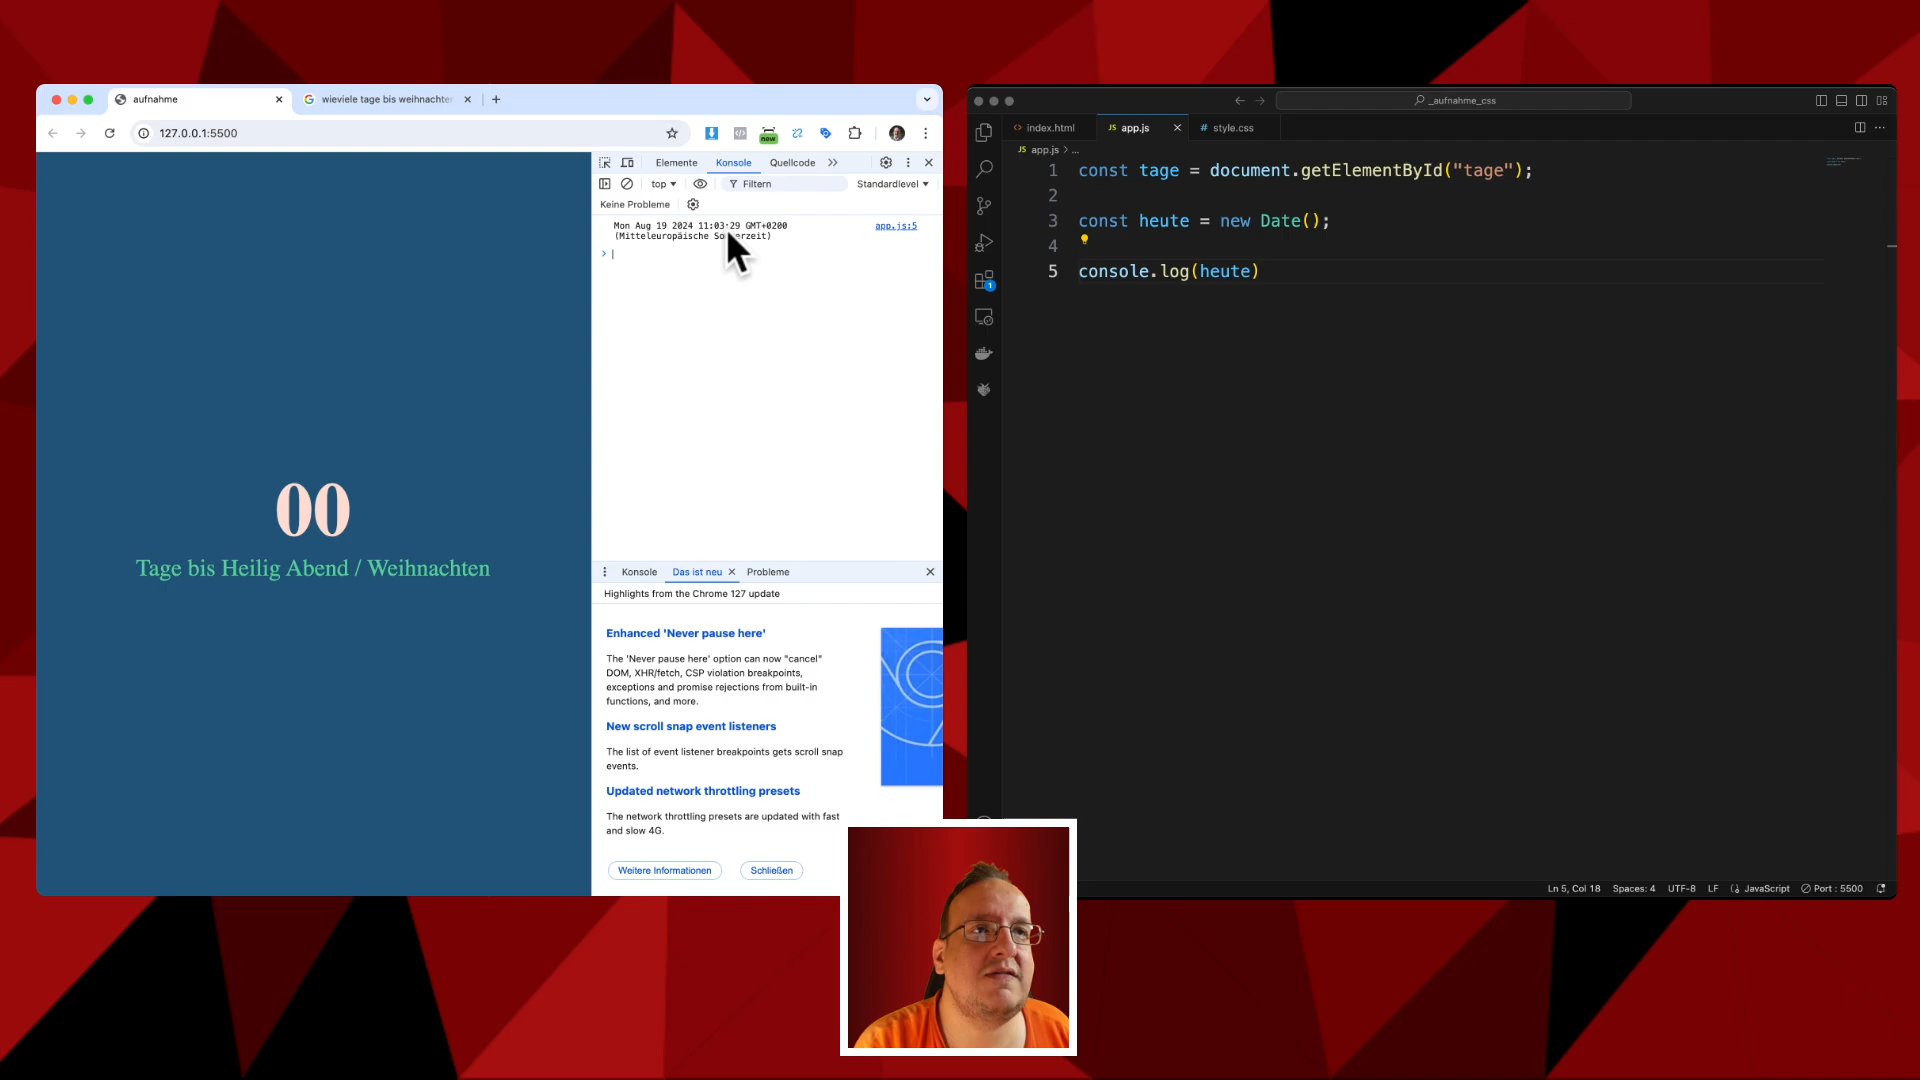 aufnahme
wieviele tage bis weihnachten
127.0.0.1:5500
now
Elemente
Konsole
Quellcode
top
Filtern
Standardlevel
Keine Probleme
Mon Aug 19 2024 11:03:29 GMT+0200
(Mitteleuropäische So erzeit)
app.js:5
00
Tage bis Heilig Abend / Weihnachten
Konsole
Das ist neu
Probleme
Highlights from the Chrome 127 update
Enhanced 'Never pause here'
The 'Never pause here' option can now "cancel"
DOM, XHR/fetch, CSP violation breakpoints,
exceptions and promise rejections from built-in
functions, and more.
New scroll snap event listeners
The list of event listener breakpoints gets scroll snap
events.
Updated network throttling presets
The network throttling presets are updated with fast
and slow 4G.
Weitere Informationen
Schließen
_aufnahme_css
index.html
JS app.js
# style.css
JS app.js > ...
1 const tage = document.getElementById("tage");
2
3 const heute = new Date();
4
5 console.log(heute)
1
Ln 5, Col 18
Spaces: 4
UTF-8
LF
JavaScript
Port : 5500